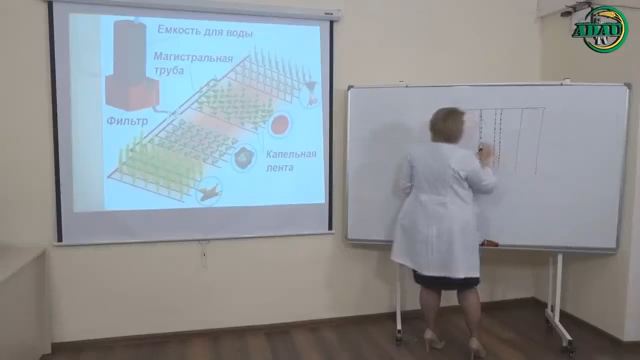 Емкость для воды
Магистральная
труба
Фильтр
Капельная
лента